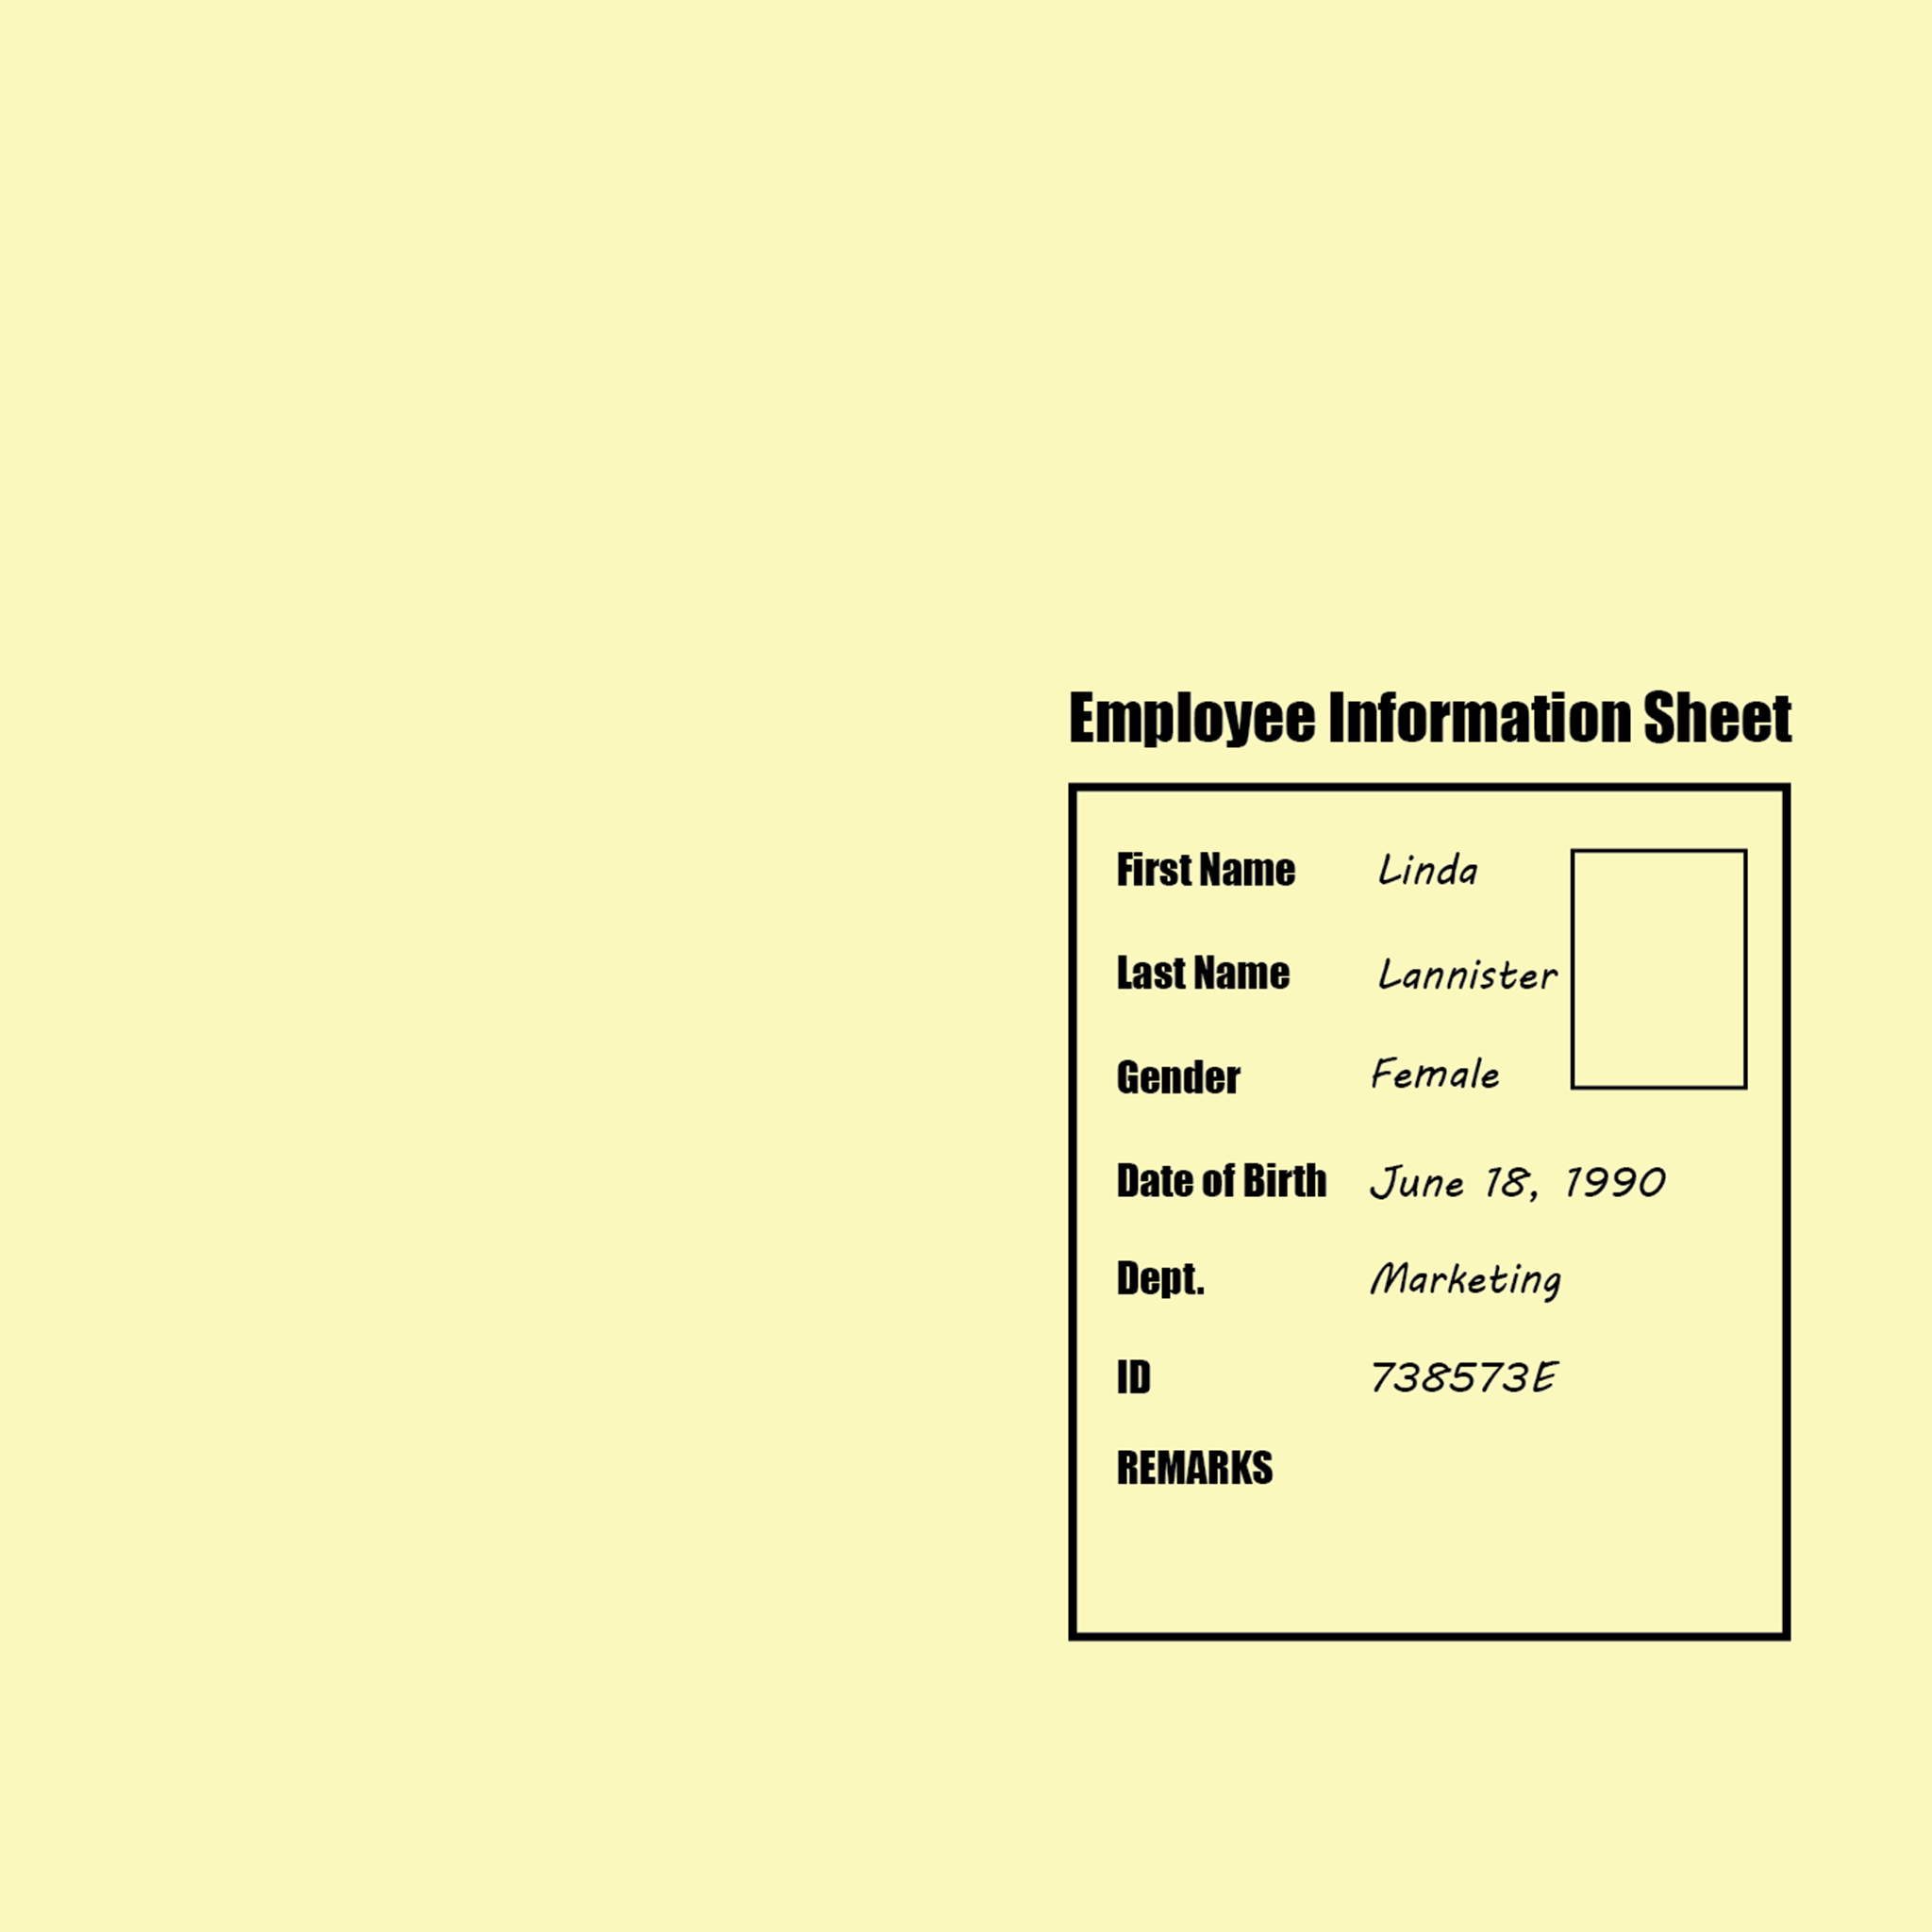 Employee Information Sheet
First Name Linda
Last Name Lannister
Gender Female
Date of Birth June 18, 1990
Dept. Marketing
ID 738573E
REMARKS